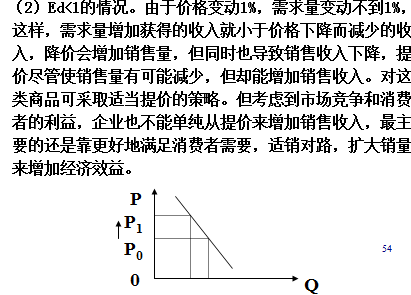 （2）Ed<1的情况。由于价格变动1%，需求量变动不到1%，
这样，需求量增加获得的收入就小于价格下降而减少的收
入，降价会增加销售量，但同时也导致销售收入下降，提
价尽管使销售量有可能减少，但却能增加销售收入。对这
类商品可采取适当提价的策略。但考虑到市场竞争和消费
者的利益，企业也不能单纯从提价来增加销售收入，最主
要的还是靠更好地满足消费者需要，适销对路，扩大销量
来增加经济效益。
P
P1
P0
0
Q
54